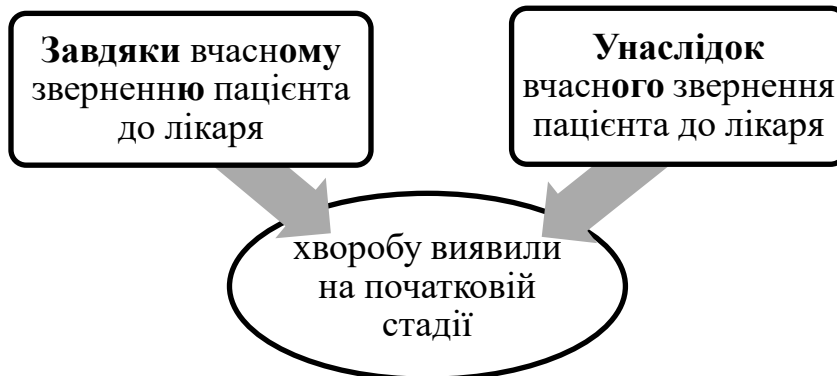 Завдяки вчасному
зверненню пацієнта
до лікаря
Унаслідок
вчасного звернення
пацієнта до лікаря
хворобу виявили
на початковій
стадії